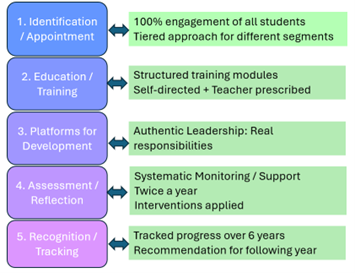 1. Identification
/ Appointment
100% engagement of all students
Tiered approach for different segments
2. Education /
Training
Structured training modules
Self-directed + Teacher prescribed
3. Platforms for
Development
Authentic Leadership: Real
responsibilities
4. Assessment /
Reflection
Systematic Monitoring / Support
Twice a year
Interventions applied
5. Recognition /
Tracking
Tracked progress over 6 years
Recommendation for following year